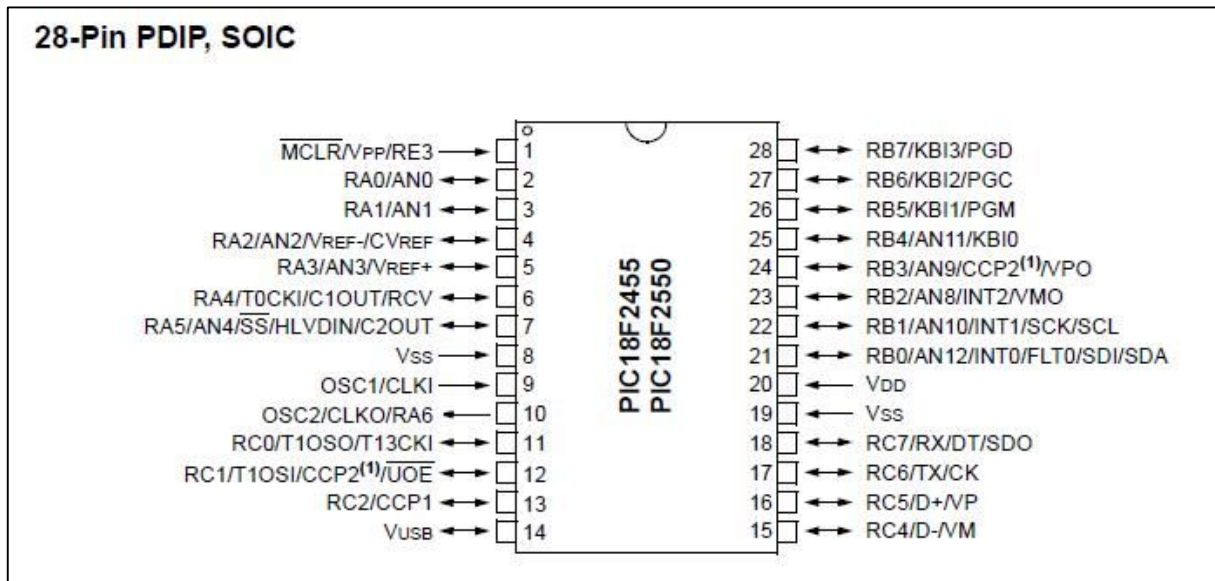 28-Pin PDIP, SOIC
MCLR/VPP/RE3 1
RA0/AN0 2
RA1/AN1 3
RA2/AN2/VREF-/CVREF 4
RA3/AN3/VREF+ 5
RA4/T0CKI/C1OUT/RCV 6
RA5/AN4/SS/HLVDIN/C2OUT 7
VSS 8
OSC1/CLKI 9
OSC2/CLKO/RA6 10
RC0/T1OSO/T13CKI 11
RC1/T1OSI/CCP2(1)/UOE 12
RC2/CCP1 13
VUSB 14
PIC18F2455
PIC18F2550
28 RB7/KBI3/PGD
27 RB6/KBI2/PGC
26 RB5/KBI1/PGM
25 RB4/AN11/KBI0
24 RB3/AN9/CCP2(1)/VPO
23 RB2/AN8/INT2/VMO
22 RB1/AN10/INT1/SCK/SCL
21 RB0/AN12/INT0/FLT0/SDI/SDA
20 VDD
19 VSS
18 RC7/RX/DT/SDO
17 RC6/TX/CK
16 RC5/D+/VP
15 RC4/D-/VM